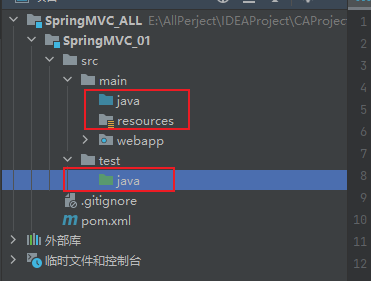 SpringMVC_ALL E:\AllPerject\IDEAProject\CAProjec
1
SpringMVC_01
2
src
3
main
4
java
5
resources
6
webapp
7
test
8
java
9
.gitignore
10
pom.xml
外部库
11
临时文件和控制台
12